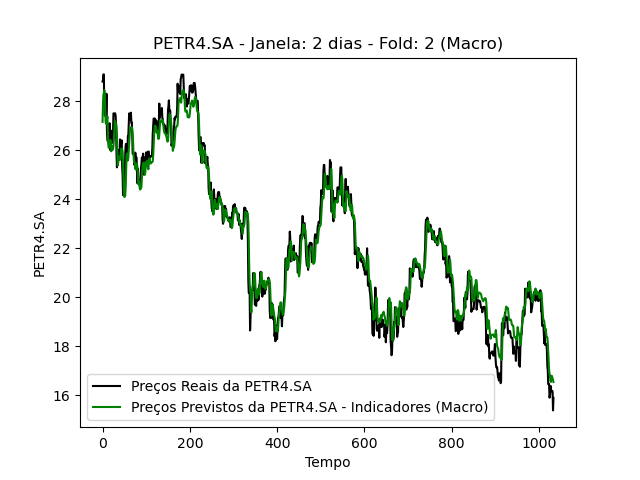 PETR4.SA - Janela: 2 dias - Fold: 2 (Macro)
28
26
24
22
20
18
16
PETR4.SA
Preços Reais da PETR4.SA
Preços Previstos da PETR4.SA - Indicadores (Macro)
0
200
400
600
800
1000
Tempo